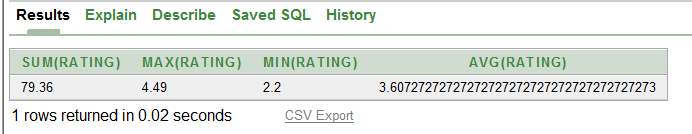 Results Explain Describe Saved SQL History
SUM(RATING) MAX(RATING) MIN(RATING) AVG(RATING)
79.36 4.49 2.2 3.60727272727272727272727272727272727273
1 rows returned in 0.02 seconds CSV Export